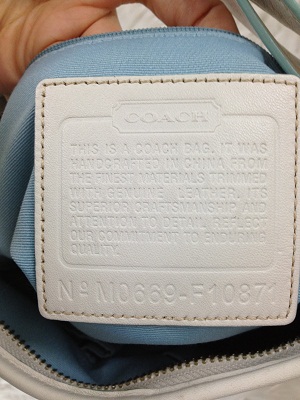 COACH
THIS IS A COACH BAG. IT WAS
HANDCRAFTED IN CHINA FROM
THE FINEST MATERIALS TRIMMED
WITH GENUINE LEATHER. ITS
SUPERIOR CRAFTSMANSHIP AND
ATTENTION TO DETAIL REFLECT
OUR COMMITMENT TO ENDURING
QUALITY.
Nº M0669-F10871